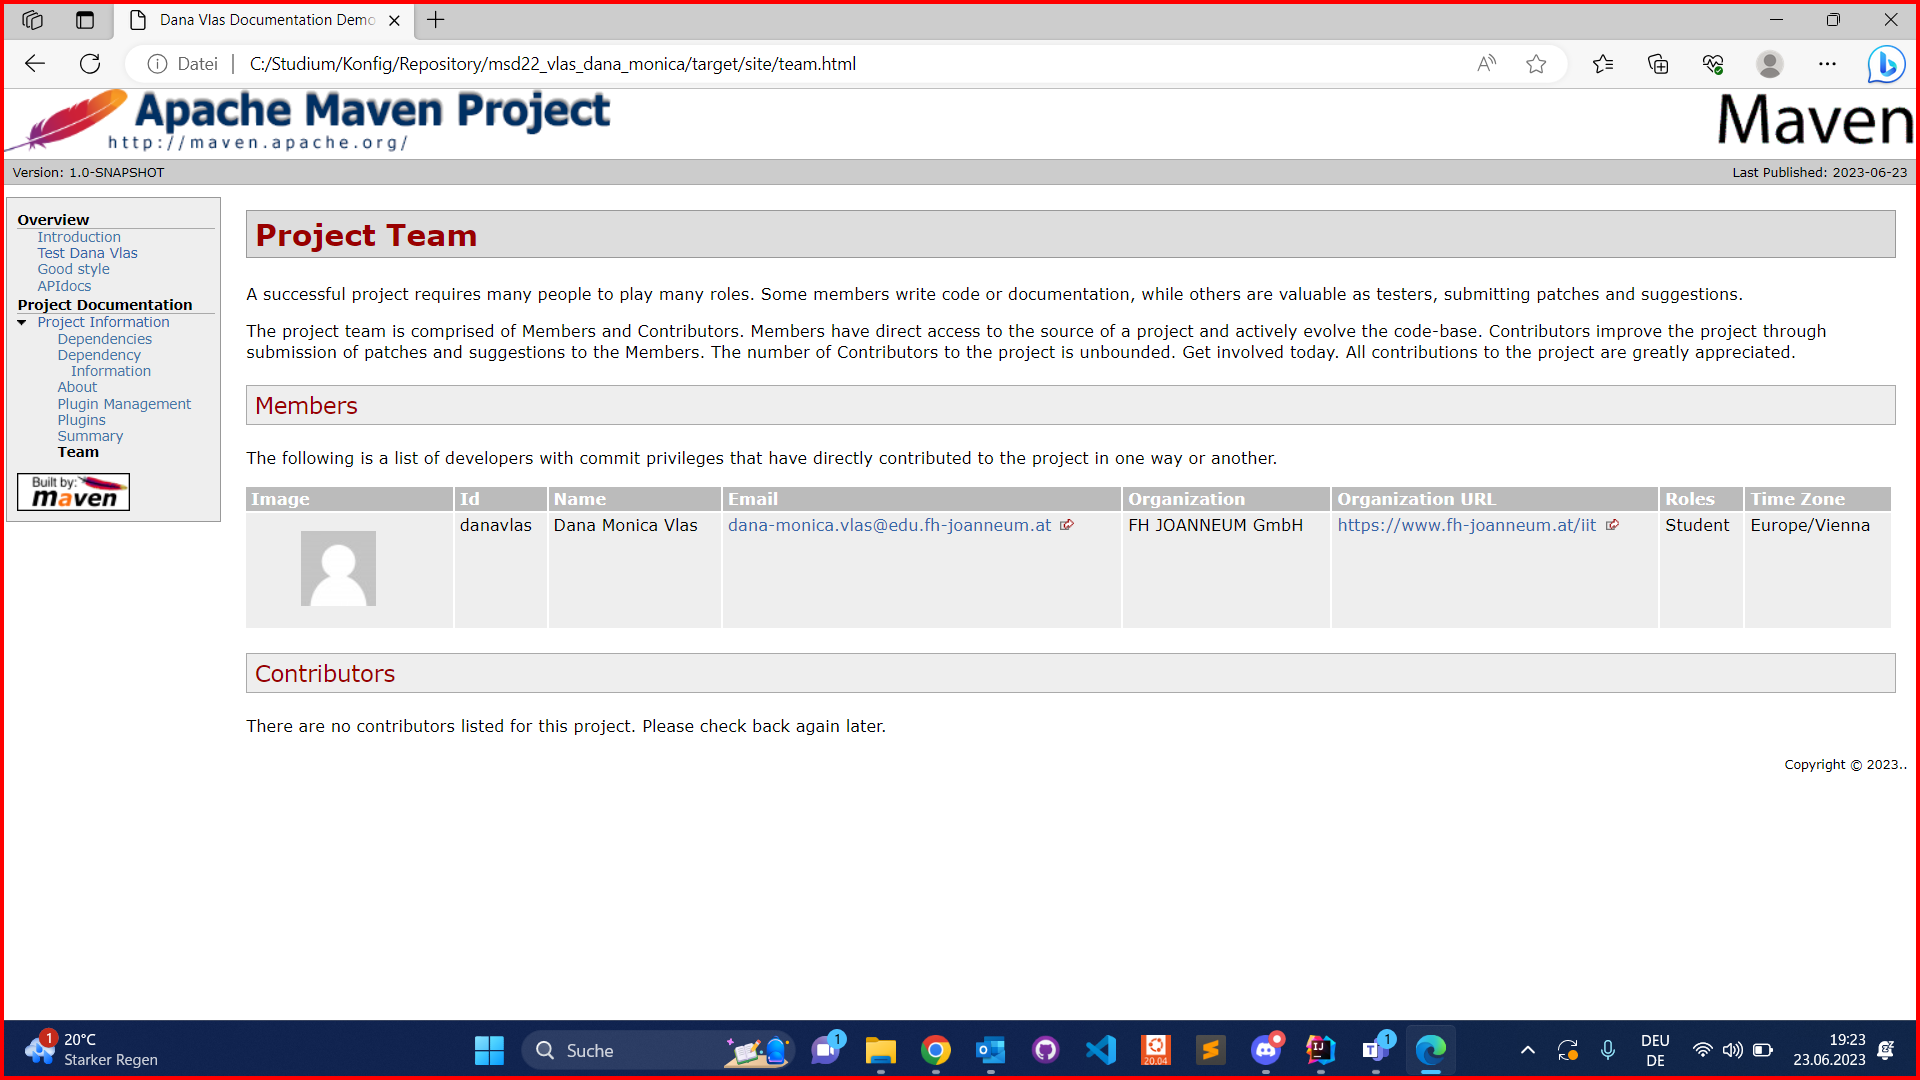 Dana Vlas Documentation Demo
Datei
C:/Studium/Konfig/Repository/msd22_vlas_dana_monica/target/site/team.html
Apache Maven Project
http://maven.apache.org/
Maven
Version: 1.0-SNAPSHOT
Last Published: 2023-06-23
Overview
Introduction
Test Dana Vlas
Good style
APIdocs
Project Documentation
Project Information
Dependencies
Dependency
Information
About
Plugin Management
Plugins
Summary
Team
Built by:
maven
Project Team
A successful project requires many people to play many roles. Some members write code or documentation, while others are valuable as testers, submitting patches and suggestions.
The project team is comprised of Members and Contributors. Members have direct access to the source of a project and actively evolve the code-base. Contributors improve the project through
submission of patches and suggestions to the Members. The number of Contributors to the project is unbounded. Get involved today. All contributions to the project are greatly appreciated.
Members
The following is a list of developers with commit privileges that have directly contributed to the project in one way or another.
Image Id Name Email Organization Organization URL Roles Time Zone
danavlas Dana Monica Vlas dana-monica.vlas@edu.fh-joanneum.at FH JOANNEUM GmbH https://www.fh-joanneum.at/iit Student Europe/Vienna
Contributors
There are no contributors listed for this project. Please check back again later.
Copyright © 2023..
1
20°C
Starker Regen
Suche
1
20.04
1
DEU
DE
19:23
23.06.2023